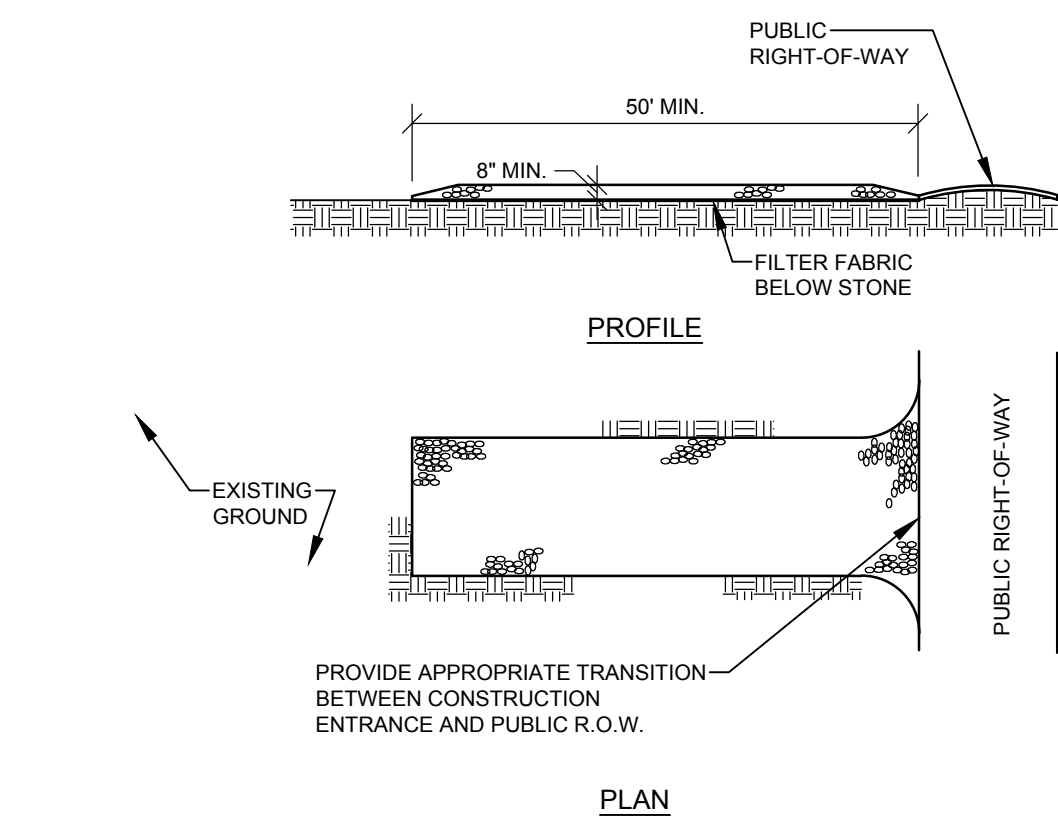 PUBLIC
RIGHT-OF-WAY
50' MIN.
8" MIN.
FILTER FABRIC
BELOW STONE
PROFILE
EXISTING
GROUND
PUBLIC RIGHT-OF-WAY
PROVIDE APPROPRIATE TRANSITION
BETWEEN CONSTRUCTION
ENTRANCE AND PUBLIC R.O.W.
PLAN